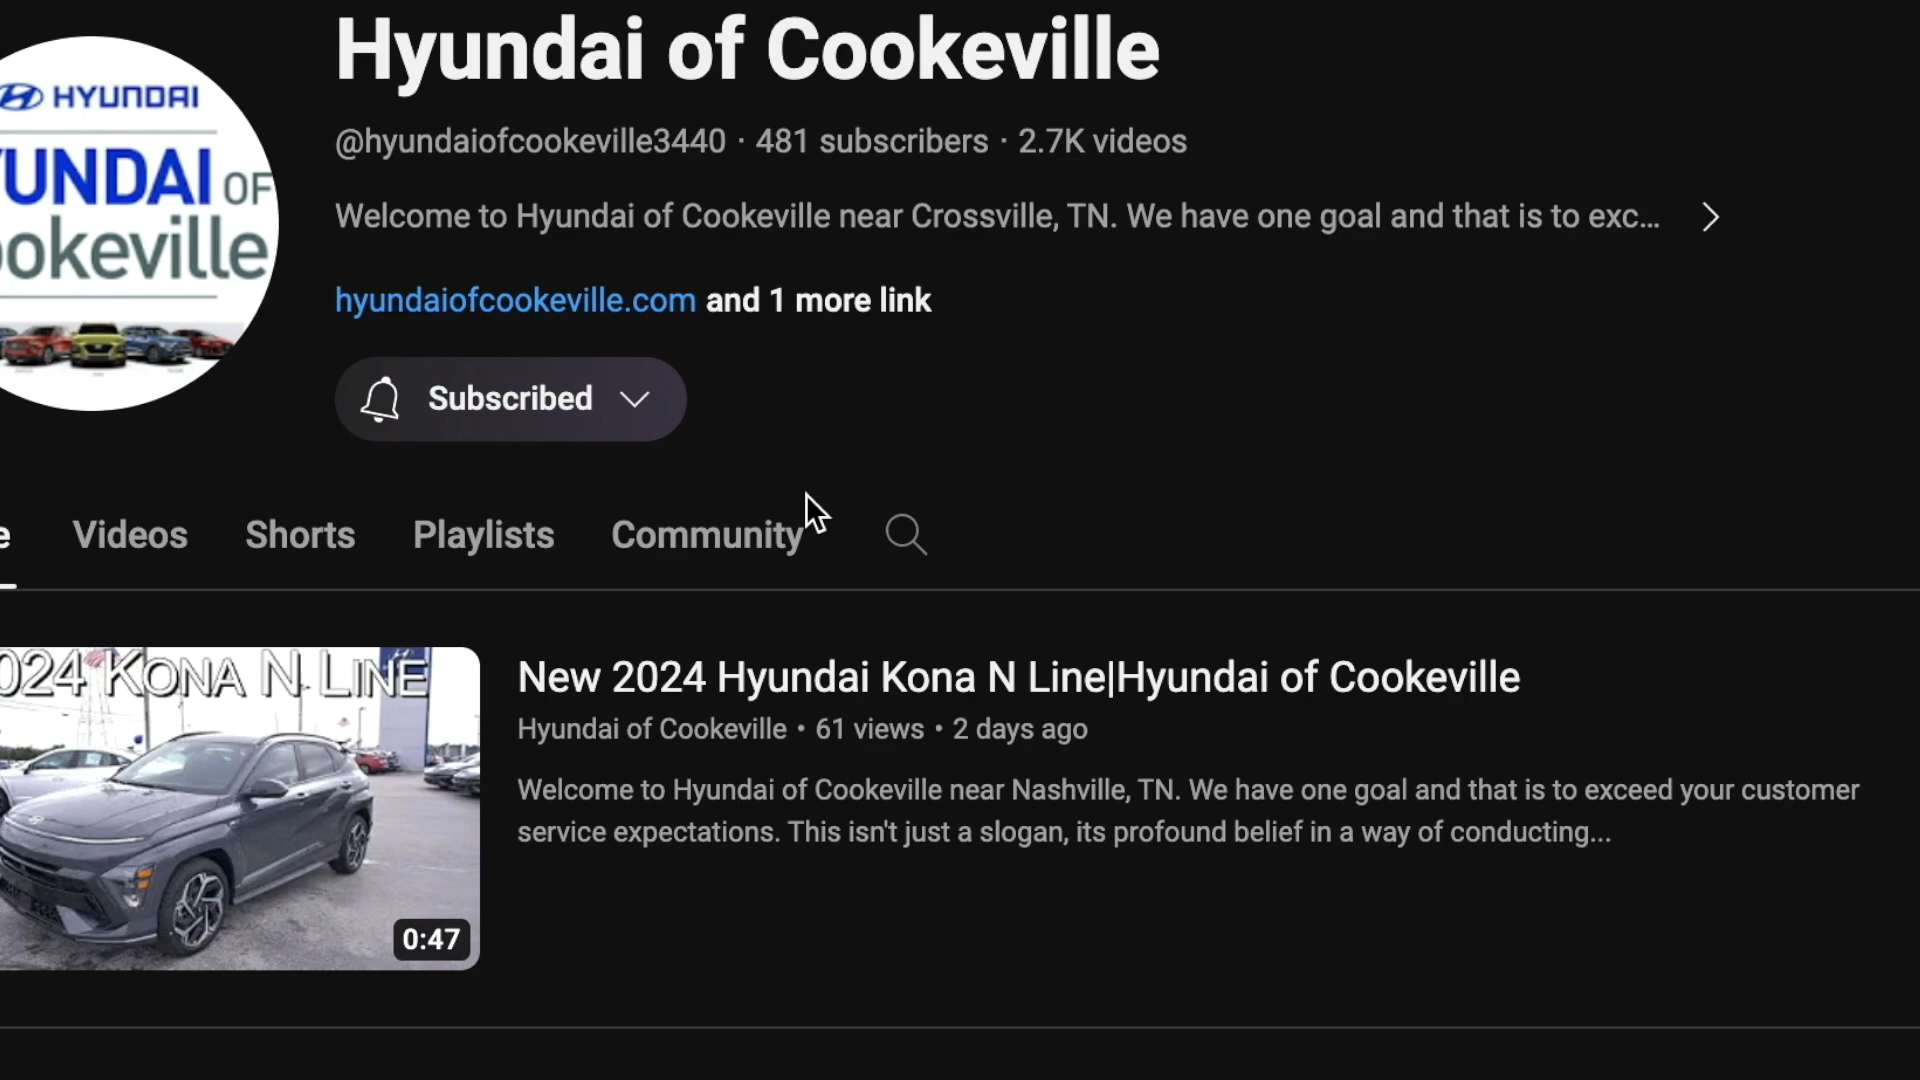 Hyundai of Cookeville
HYUNDAI
YUNDAI OF
ookeville
@hyundaiofcookeville3440 · 481 subscribers · 2.7K videos
Welcome to Hyundai of Cookeville near Crossville, TN. We have one goal and that is to exc...
hyundaiofcookeville.com and 1 more link
Subscribed
e Videos Shorts Playlists Community
024 KONA N LINE
0:47
New 2024 Hyundai Kona N Line|Hyundai of Cookeville
Hyundai of Cookeville • 61 views • 2 days ago
Welcome to Hyundai of Cookeville near Nashville, TN. We have one goal and that is to exceed your customer
service expectations. This isn't just a slogan, its profound belief in a way of conducting...